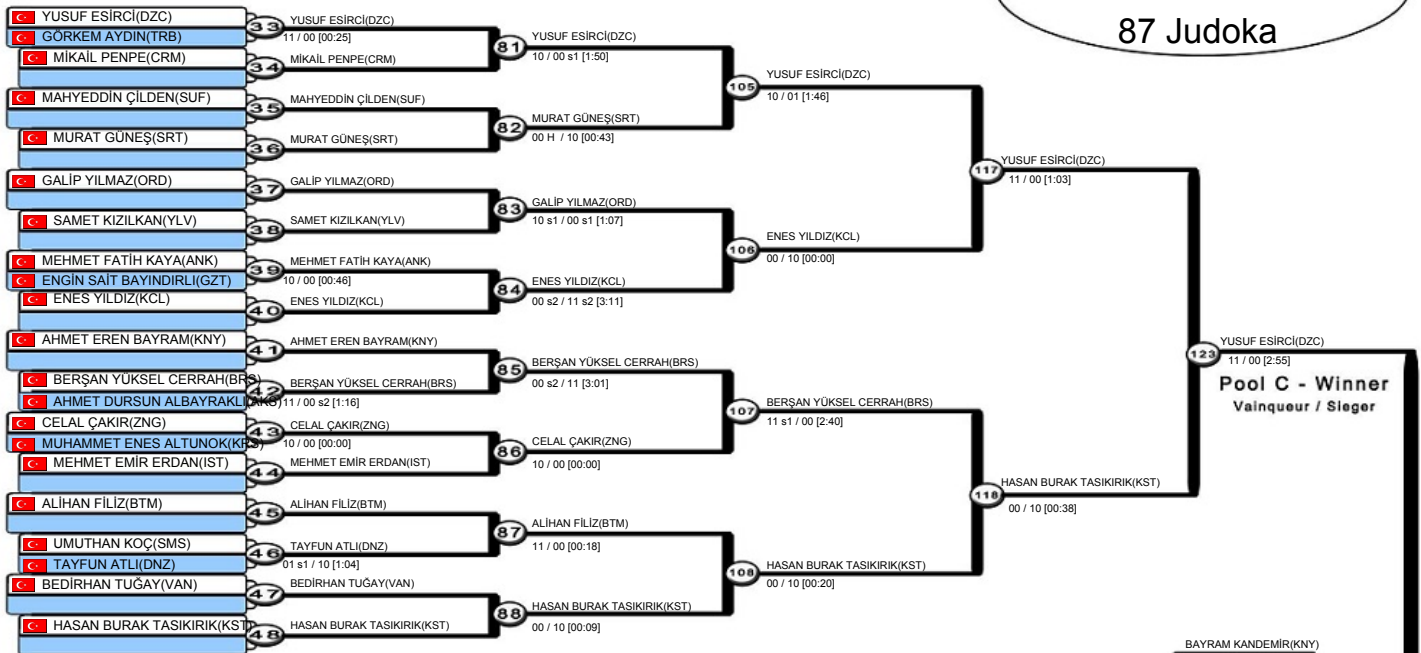 87 Judoka
YUSUF ESİRCİ(DZC)
GÖRKEM AYDIN(TRB)
MİKAİL PENPE(CRM)
MAHYEDDİN ÇİLDEN(SUF)
MURAT GÜNEŞ(SRT)
GALİP YILMAZ(ORD)
SAMET KIZILKAN(YLV)
MEHMET FATİH KAYA(ANK)
ENGİN SAİT BAYINDIRLI(GZT)
ENES YILDIZ(KCL)
AHMET EREN BAYRAM(KNY)
BERŞAN YÜKSEL CERRAH(BRS)
AHMET DURSUN ALBAYRAKLI(AKS)
CELAL ÇAKIR(ZNG)
MUHAMMET ENES ALTUNOK(KRS)
MEHMET EMİR ERDAN(IST)
ALİHAN FİLİZ(BTM)
UMUTHAN KOÇ(SMS)
TAYFUN ATLI(DNZ)
BEDİRHAN TUĞAY(VAN)
HASAN BURAK TASIKIRIK(KST)
33 YUSUF ESİRCİ(DZC)
11 / 00 [00:25]
34 MİKAİL PENPE(CRM)
35 MAHYEDDİN ÇİLDEN(SUF)
36 MURAT GÜNEŞ(SRT)
37 GALİP YILMAZ(ORD)
38 SAMET KIZILKAN(YLV)
39 MEHMET FATİH KAYA(ANK)
10 / 00 [00:46]
40 ENES YILDIZ(KCL)
41 AHMET EREN BAYRAM(KNY)
42 BERŞAN YÜKSEL CERRAH(BRS)
11 / 00 s2 [1:16]
43 CELAL ÇAKIR(ZNG)
10 / 00 [00:00]
44 MEHMET EMİR ERDAN(IST)
45 ALİHAN FİLİZ(BTM)
46 TAYFUN ATLI(DNZ)
01 s1 / 10 [1:04]
47 BEDİRHAN TUĞAY(VAN)
48 HASAN BURAK TASIKIRIK(KST)
81 YUSUF ESİRCİ(DZC)
10 / 00 s1 [1:50]
82 MURAT GÜNEŞ(SRT)
00 H / 10 [00:43]
83 GALİP YILMAZ(ORD)
10 s1 / 00 s1 [1:07]
84 ENES YILDIZ(KCL)
00 s2 / 11 s2 [3:11]
85 BERŞAN YÜKSEL CERRAH(BRS)
00 s2 / 11 [3:01]
86 CELAL ÇAKIR(ZNG)
10 / 00 [00:00]
87 ALİHAN FİLİZ(BTM)
11 / 00 [00:18]
88 HASAN BURAK TASIKIRIK(KST)
00 / 10 [00:09]
105 YUSUF ESİRCİ(DZC)
10 / 01 [1:46]
106 ENES YILDIZ(KCL)
00 / 10 [00:00]
107 BERŞAN YÜKSEL CERRAH(BRS)
11 s1 / 00 [2:40]
108 HASAN BURAK TASIKIRIK(KST)
00 / 10 [00:20]
117 YUSUF ESİRCİ(DZC)
11 / 00 [1:03]
118 HASAN BURAK TASIKIRIK(KST)
00 / 10 [00:38]
123 YUSUF ESİRCİ(DZC)
11 / 00 [2:55]
Pool C - Winner
Vainqueur / Sieger
BAYRAM KANDEMİR(KNY)